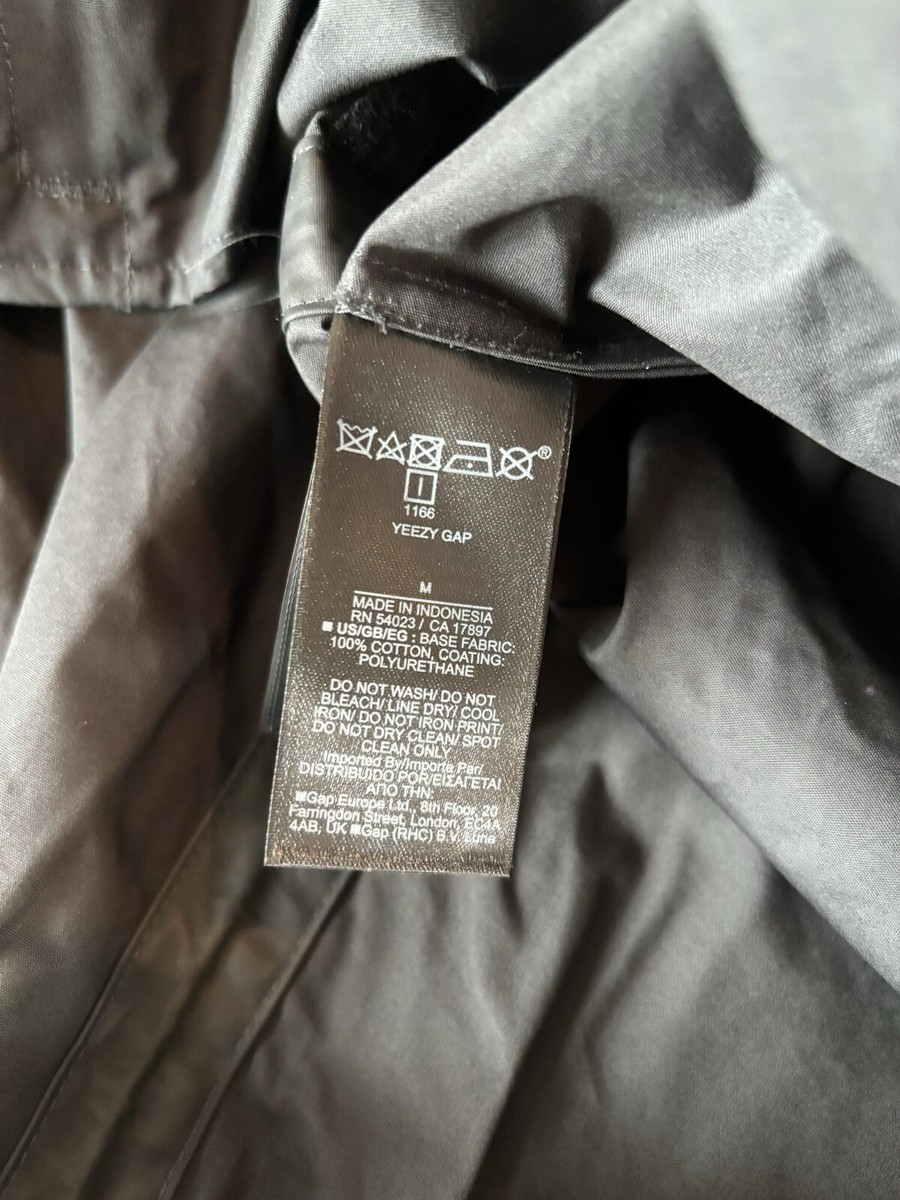 ®
1166
YEEZY GAP
M
MADE IN INDONESIA
RN 54023 / CA 17897
US/GB/EG : BASE FABRIC:
100% COTTON, COATING:
POLYURETHANE
DO NOT WASH/ DO NOT
BLEACH/ LINE DRY/ COOL
IRON/ DO NOT IRON PRINT/
DO NOT DRY CLEAN/ SPOT
CLEAN ONLY
Imported By/Importe Par/
DISTRIBUIDO POR/ΕΙΣΑΓΕΤΑΙ
ΑΠΟ ΤΗΝ:
Gap Europe Ltd., 8th Floor, 20
Farringdon Street, London, EC4A
4AB, UK Gap (RHC) B.V. Luna